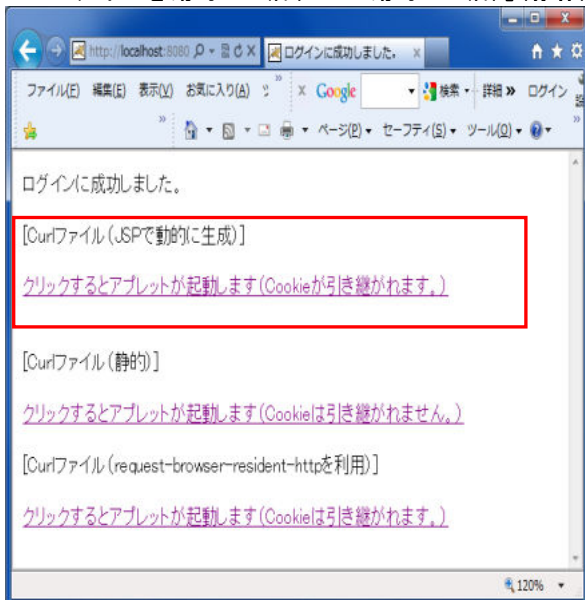 http://localhost:8080
ログインに成功しました。
ファイル(F) 編集(E) 表示(V) お気に入り(A) » x Google 検索 詳細 » ログイン
» ページ(P) セーフティ(S) ツール(O) »
ログインに成功しました。
[Curlファイル(JSPで動的に生成)]
クリックするとアプレットが起動します(Cookieが引き継がれます。)
[Curlファイル(静的)]
クリックするとアプレットが起動します(Cookieは引き継がれません。)
[Curlファイル(request-browser-resident-httpを利用)]
クリックするとアプレットが起動します(Cookieは引き継がれます。)
120%